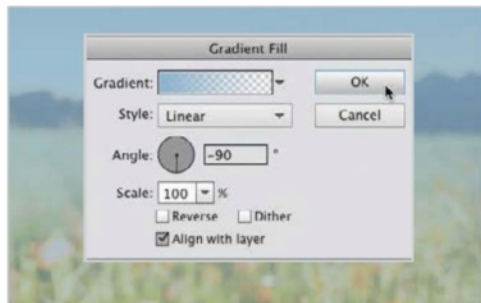 Gradient Fill
Gradient:
OK
Style: Linear
Cancel
Angle: -90 °
Scale: 100 %
Reverse Dither
Align with layer